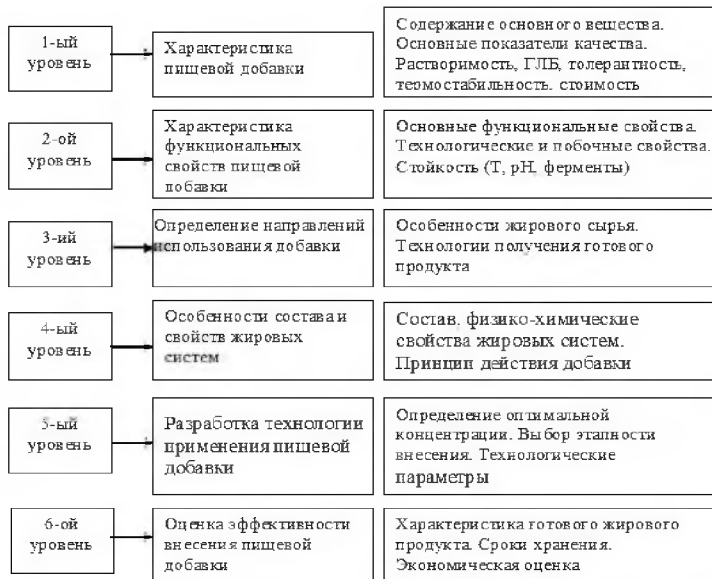 1-ый
уровень
Характеристика
пищевой добавки
Содержание основного вещества.
Основные показатели качества.
Растворимость, ГЛБ, толерантность,
термостабильность. стоимость
2-ой
уровень
Характеристика
функциональных
свойств пищевой
добавки
Основные функциональные свойства.
Технологические и побочные свойства.
Стойкость (Т, рН, ферменты)
3-ий
уровень
Определение направлений
использования добавки
Особенности жирового сырья.
Технологии получения готового
продукта
4-ый
уровень
Особенности состава и
свойств жировых
систем
Состав, физико-химические
свойства жировых систем.
Принцип действия добавки
5-ый
уровень
Разработка технологии
применения пищевой
добавки
Определение оптимальной
концентрации. Выбор этапности
внесения. Технологические
параметры
6-ой
уровень
Оценка эффективности
внесения пищевой
добавки
Характеристика готового жирового
продукта. Сроки хранения.
Экономическая оценка